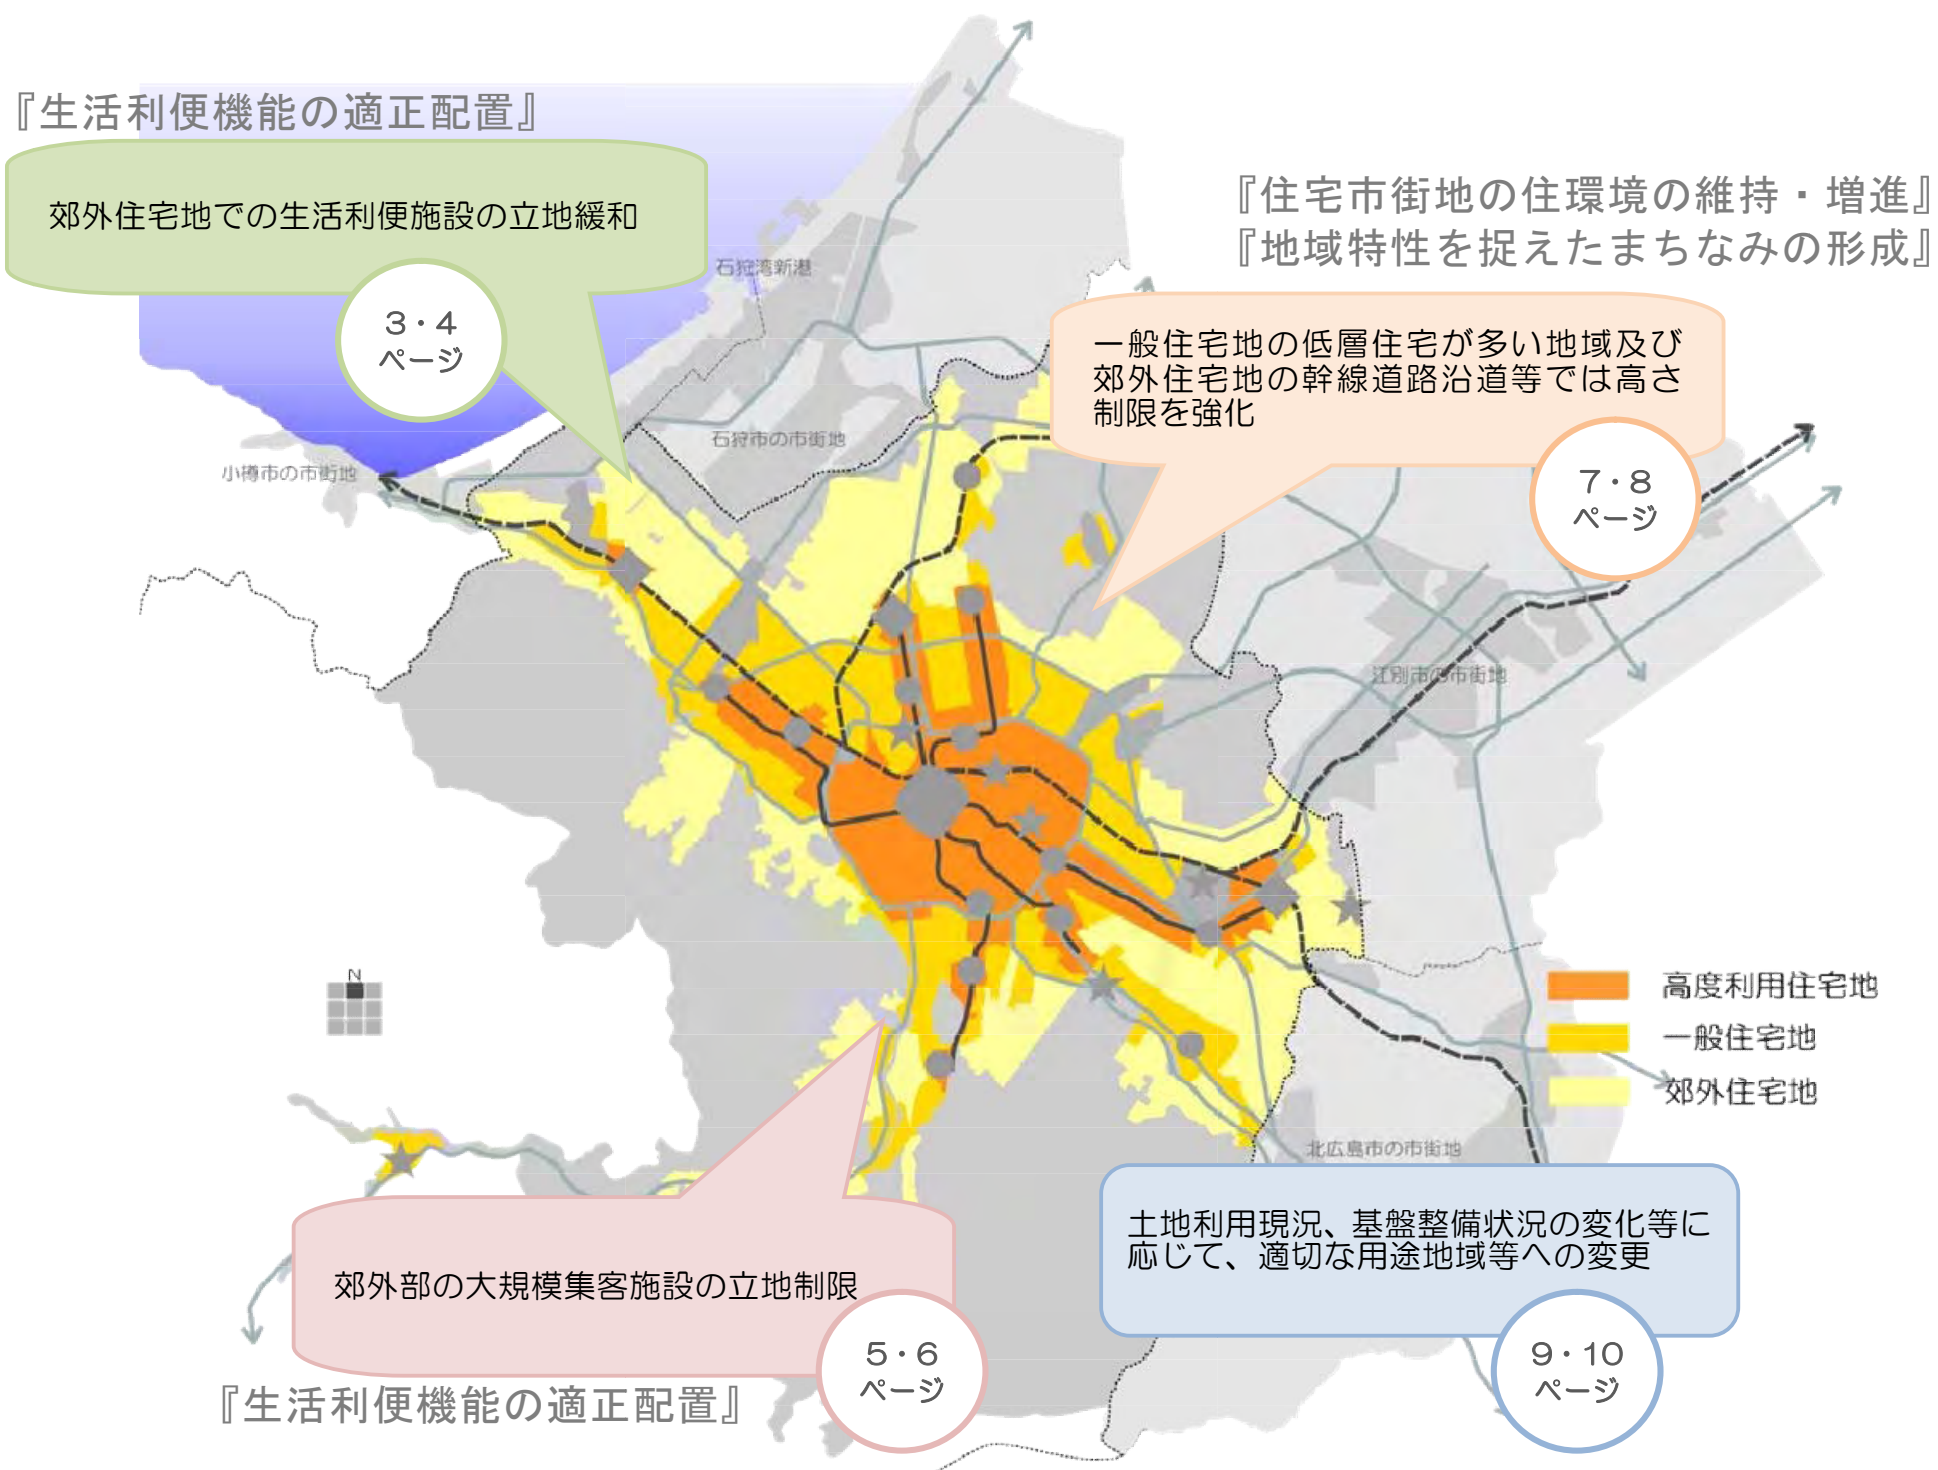 『生活利便機能の適正配置』
郊外住宅地での生活利便施設の立地緩和
3・4
ページ
『住宅市街地の住環境の維持・増進』
『地域特性を捉えたまちなみの形成』
一般住宅地の低層住宅が多い地域及び
郊外住宅地の幹線道路沿道等では高さ
制限を強化
7・8
ページ
石狩湾新港
石狩市の市街地
小樽市の市街地
江別市の市街地
N
高度利用住宅地
一般住宅地
郊外住宅地
北広島市の市街地
土地利用現況、基盤整備状況の変化等に
応じて、適切な用途地域等への変更
9・10
ページ
郊外部の大規模集客施設の立地制限
5・6
ページ
『生活利便機能の適正配置』